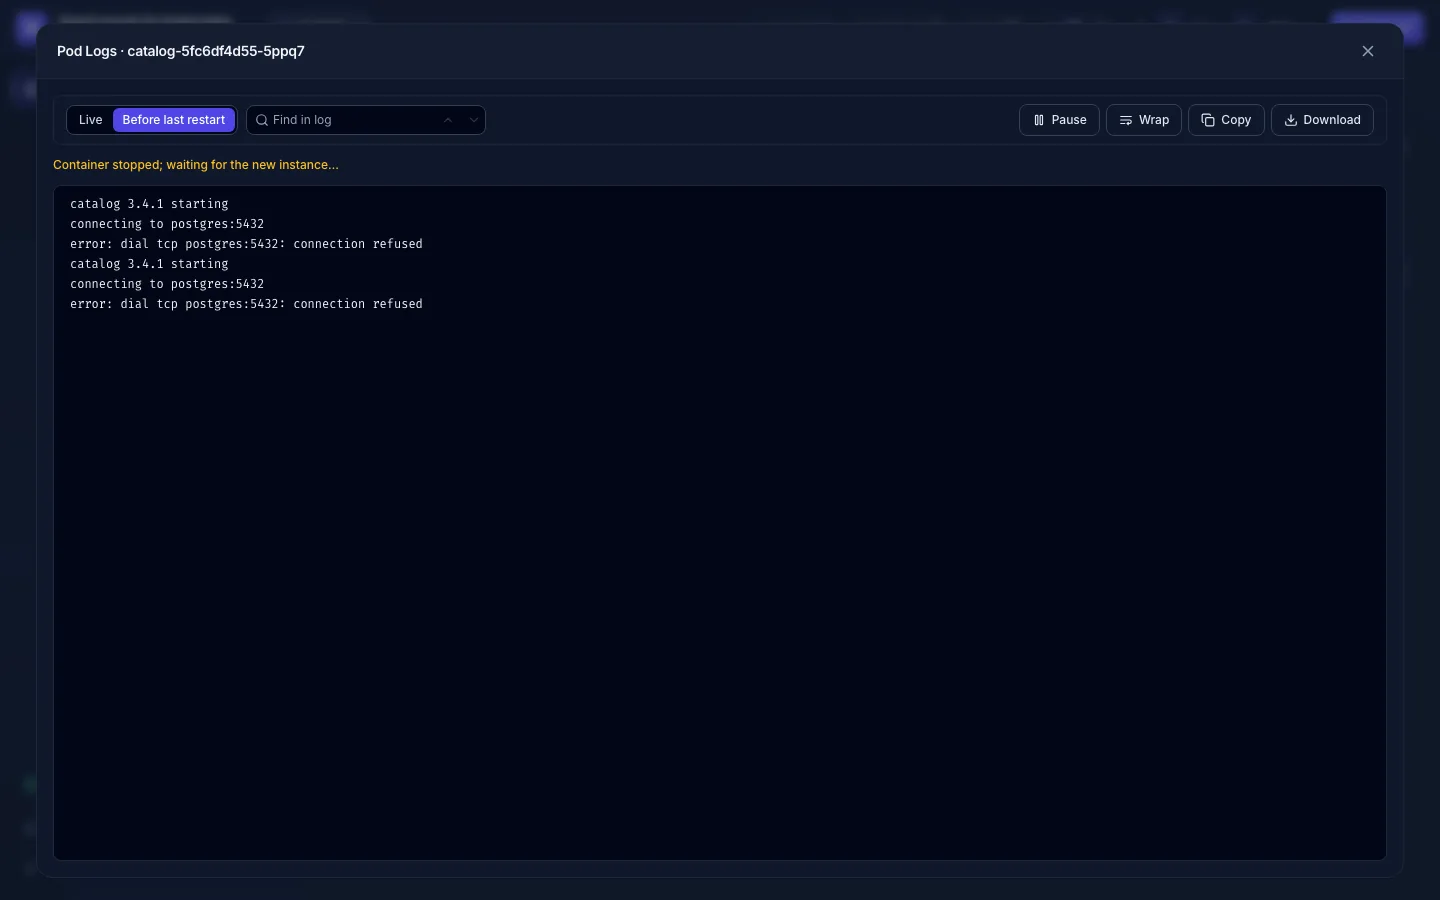 Pod Logs · catalog-5fc6df4d55-5ppq7
Live
Before last restart
Find in log
Pause
Wrap
Copy
Download
Container stopped; waiting for the new instance...
catalog 3.4.1 starting
connecting to postgres:5432
error: dial tcp postgres:5432: connection refused
catalog 3.4.1 starting
connecting to postgres:5432
error: dial tcp postgres:5432: connection refused